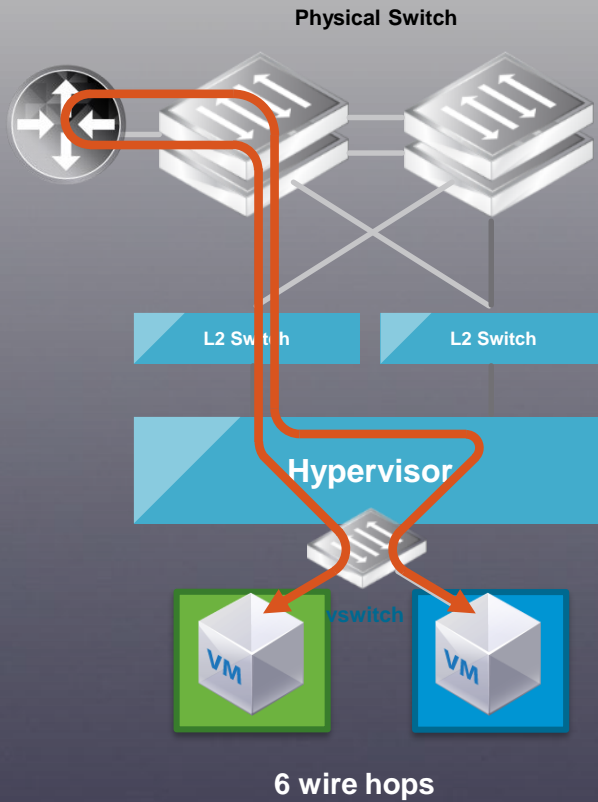 Physical Switch
L2 Switch
L2 Switch
Hypervisor
vswitch
VM
VM
6 wire hops